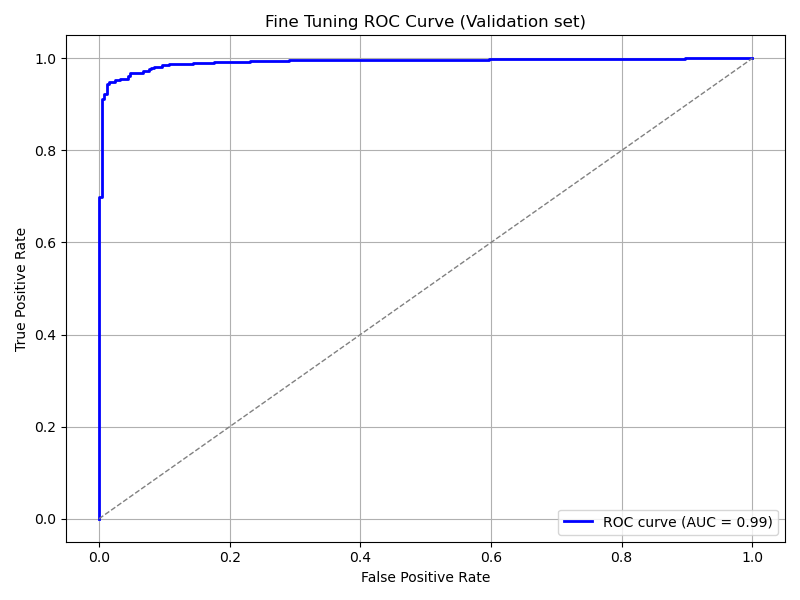 Fine Tuning ROC Curve (Validation set)
True Positive Rate
1.0
0.8
0.6
0.4
0.2
0.0
ROC curve (AUC = 0.99)
0.0 0.2 0.4 0.6 0.8 1.0
False Positive Rate